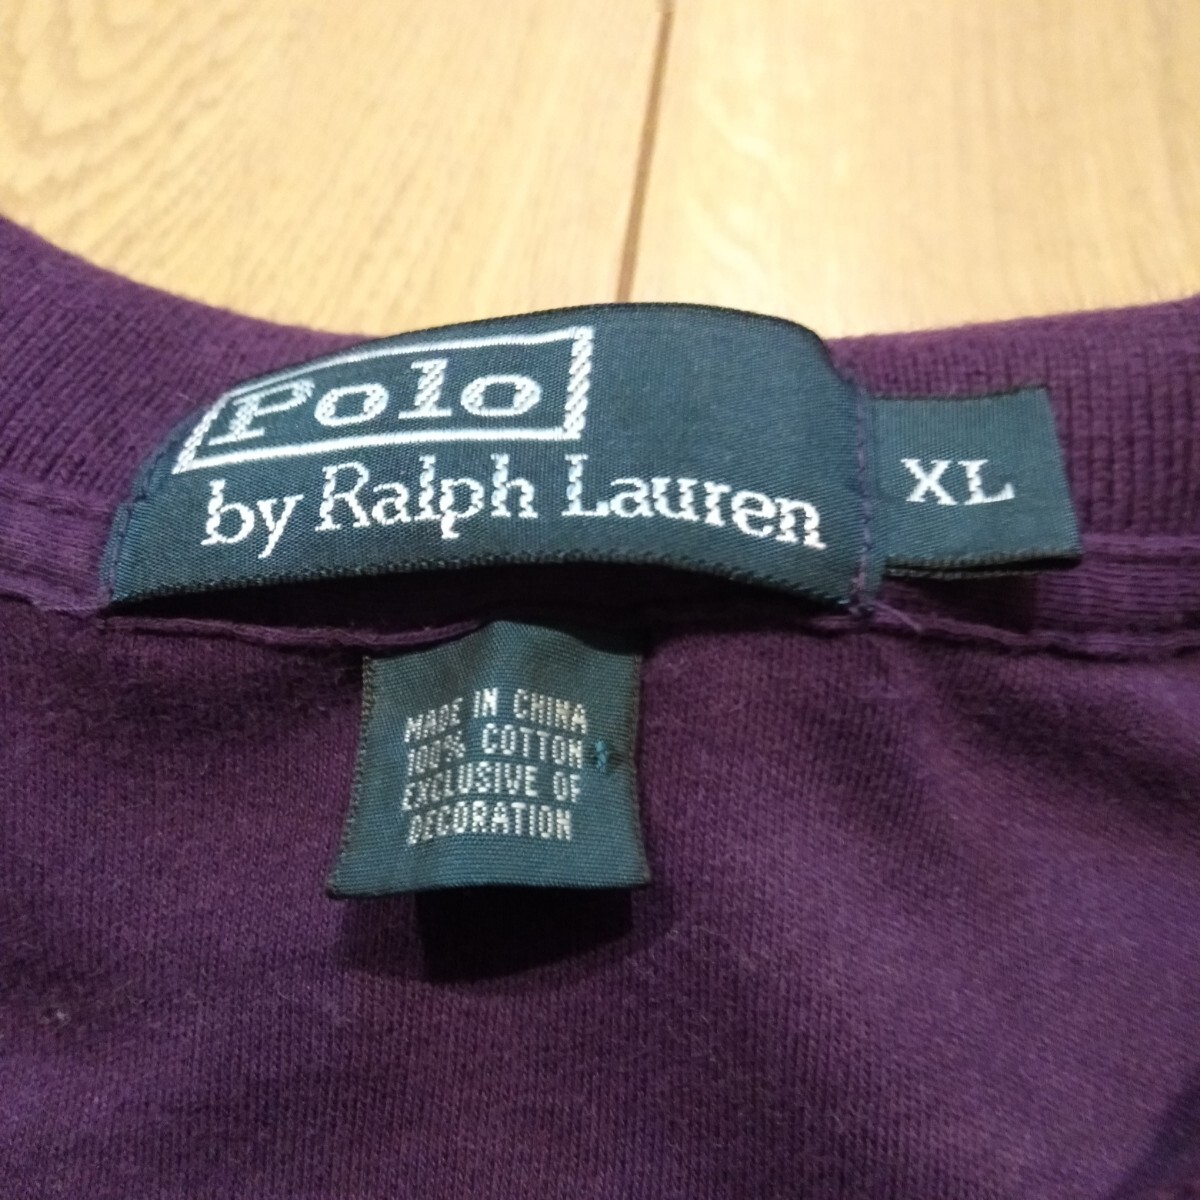 Polo
by Ralph Lauren
XL
MADE IN CHINA
100% COTTON
EXCLUSIVE OF
DECORATION